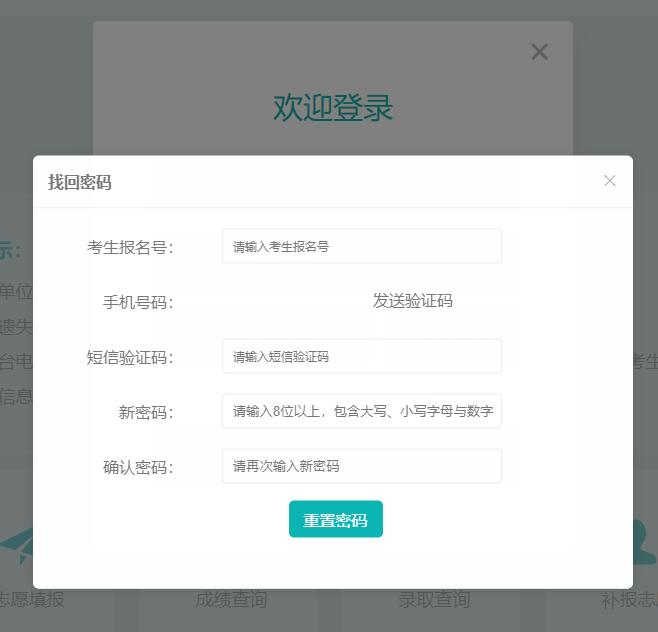 欢迎登录
找回密码
示：
考生报名号：
请输入考生报名号
单位
手机号码：
发送验证码
遗失
短信验证码：
请输入短信验证码
台电
考生
信息
新密码：
请输入8位以上，包含大写、小写字母与数字
确认密码：
请再次输入新密码
重置密码
志愿填报
成绩查询
录取查询
补报志愿